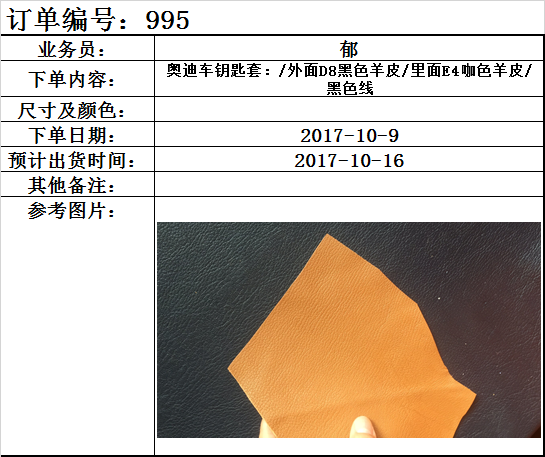 订单编号：995
业务员： 郁
下单内容： 奥迪车钥匙套：/外面D8黑色羊皮/里面E4咖色羊皮/
黑色线
尺寸及颜色：
下单日期： 2017-10-9
预计出货时间： 2017-10-16
其他备注：
参考图片：